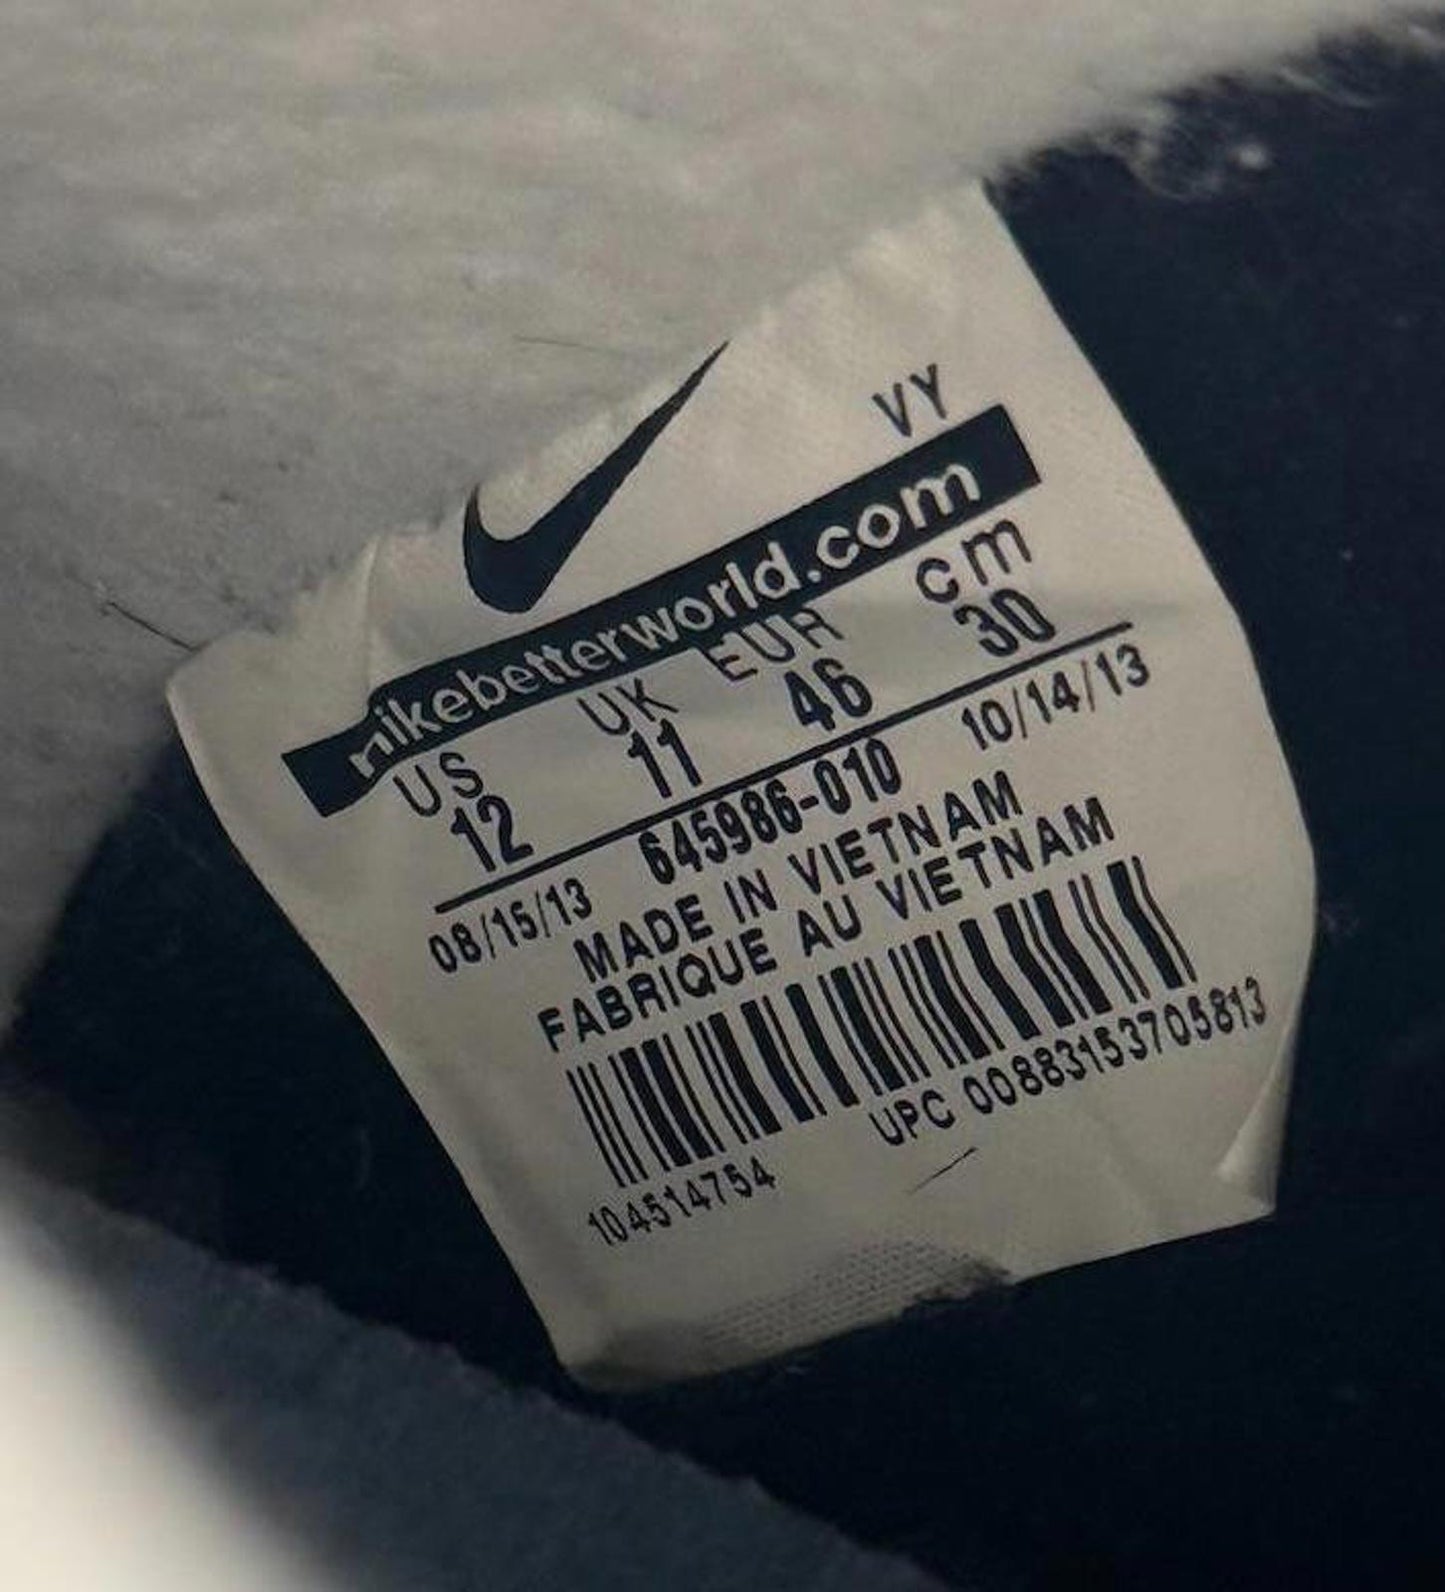 VY
nikebetterworld.com
US UK EUR cm
12 11 46 30
08/15/13 645986-010 10/14/13
MADE IN VIETNAM
FABRIQUE AU VIETNAM
104514754 UPC 00883153705813